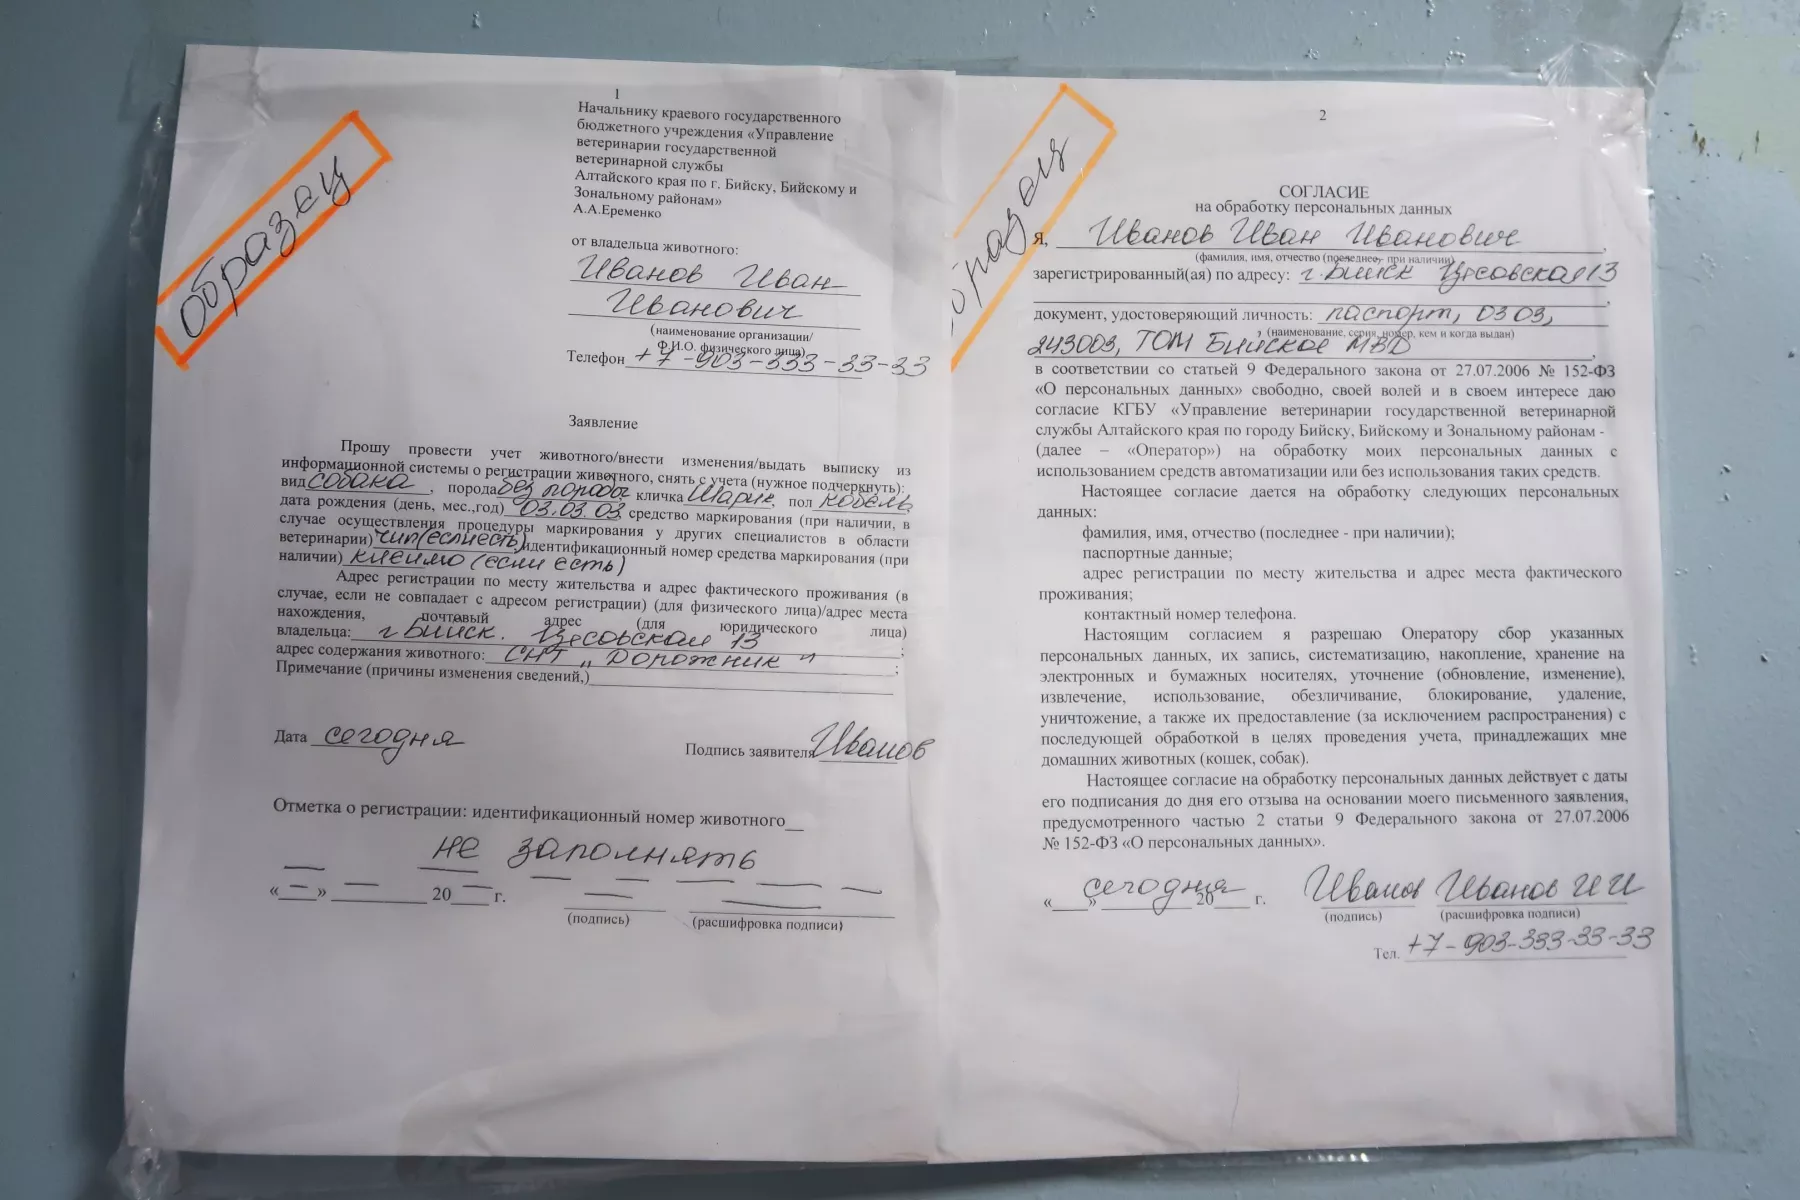 Образец
1
Начальнику краевого государственного
бюджетного учреждения «Управление
ветеринарии государственной
ветеринарной службы
Алтайского края по г. Бийску, Бийскому и
Зональному районам»
А.А.Еременко
от владельца животного:
Иванов Иван
Иванович
(наименование организации/
Ф.И.О. физического лица)
Телефон +7-903-333-33-33
Заявление
Прошу провести учет животного/внести изменения/выдать выписку из
информационной системы о регистрации животного, снять с учета (нужное подчеркнуть):
вид собака, порода без породы, кличка Шарик, пол кобель
дата рождения (день, мес.,год) 03.03.03, средство маркирования (при наличии, в
случае осуществления процедуры маркирования у других специалистов в области
ветеринарии) чип (если есть), идентификационный номер средства маркирования (при
наличии) клеймо (если есть)
Адрес регистрации по месту жительства и адрес фактического проживания (в
случае, если не совпадает с адресом регистрации) (для физического лица)/адрес места
нахождения, почтовый адрес (для юридического лица)
владельца: г Бийск. 13;
адрес содержания животного: СНТ „Дорожник";
Примечание (причины изменения сведений,)
Дата сегодня Подпись заявителя Иванов
Отметка о регистрации: идентификационный номер животного
не заполнять
«—» — 20— г.
(подпись) (расшифровка подписи)
Образец
2
СОГЛАСИЕ
на обработку персональных данных
Я, Иванов Иван Иванович,
(фамилия, имя, отчество (последнее - при наличии)
зарегистрированный(ая) по адресу: г. Бийск 13
документ, удостоверяющий личность: паспорт, 03 03,
(наименование, серия, номер, кем и когда выдан)
243003, Бийское МВД,
в соответствии со статьей 9 Федерального закона от 27.07.2006 № 152-ФЗ
«О персональных данных» свободно, своей волей и в своем интересе даю
согласие КГБУ «Управление ветеринарии государственной ветеринарной
службы Алтайского края по городу Бийску, Бийскому и Зональному районам -
(далее – «Оператор») на обработку моих персональных данных с
использованием средств автоматизации или без использования таких средств.
Настоящее согласие дается на обработку следующих персональных
данных:
фамилия, имя, отчество (последнее - при наличии);
паспортные данные;
адрес регистрации по месту жительства и адрес места фактического
проживания;
контактный номер телефона.
Настоящим согласием я разрешаю Оператору сбор указанных
персональных данных, их запись, систематизацию, накопление, хранение на
электронных и бумажных носителях, уточнение (обновление, изменение),
извлечение, использование, обезличивание, блокирование, удаление,
уничтожение, а также их предоставление (за исключением распространения) с
последующей обработкой в целях проведения учета, принадлежащих мне
домашних животных (кошек, собак).
Настоящее согласие на обработку персональных данных действует с даты
его подписания до дня его отзыва на основании моего письменного заявления,
предусмотренного частью 2 статьи 9 Федерального закона от 27.07.2006
№ 152-ФЗ «О персональных данных».
«__» сегодня 20__ г. Иванов Иванов И И
(подпись) (расшифровка подписи)
Тел. +7-903-333-33-33